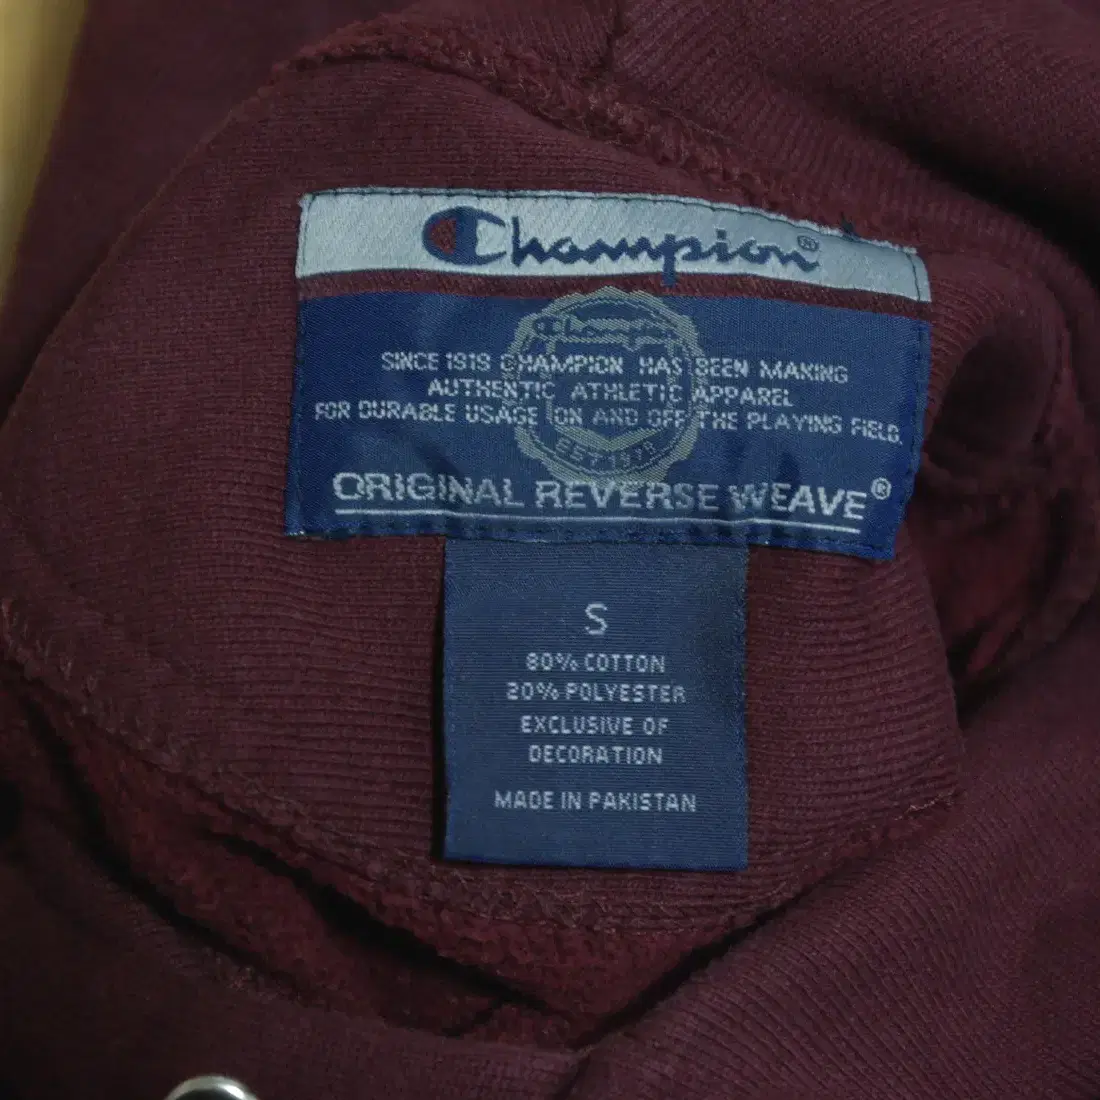 Champion®
Champion
SINCE 1919 CHAMPION HAS BEEN MAKING
AUTHENTIC ATHLETIC APPAREL
FOR DURABLE USAGE ON AND OFF THE PLAYING FIELD.
ORIGINAL REVERSE WEAVE®
S
80% COTTON
20% POLYESTER
EXCLUSIVE OF
DECORATION
MADE IN PAKISTAN